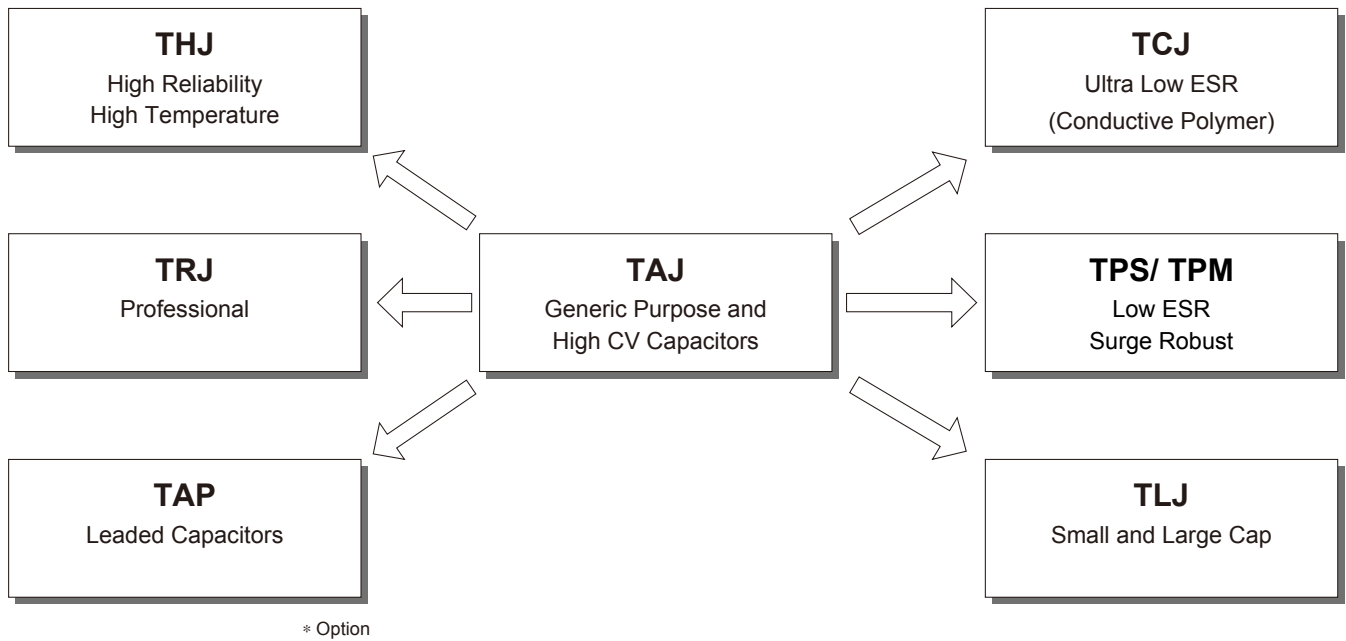 THJ
High Reliability
High Temperature
TCJ
Ultra Low ESR
(Conductive Polymer)
TRJ
Professional
TAJ
Generic Purpose and
High CV Capacitors
TPS/ TPM
Low ESR
Surge Robust
TAP
Leaded Capacitors
TLJ
Small and Large Cap
* Option